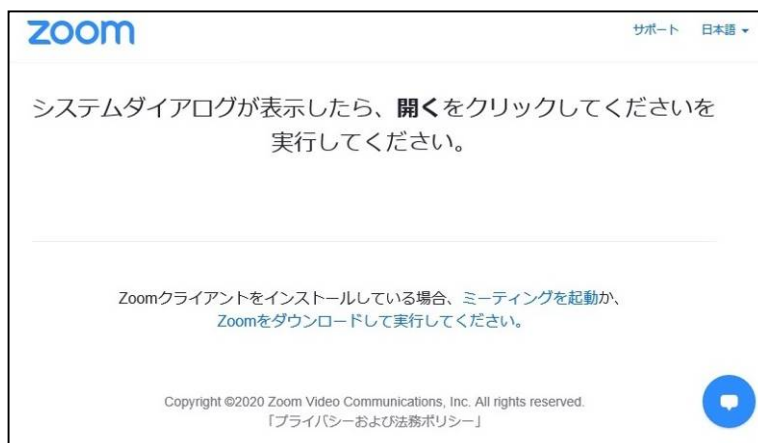 zoom
サポート 日本語
システムダイアログが表示したら、開くをクリックしてくださいを
実行してください。
Zoomクライアントをインストールしている場合、ミーティングを起動か、
Zoomをダウンロードして実行してください。
Copyright ©2020 Zoom Video Communications, Inc. All rights reserved.
「プライバシーおよび法務ポリシー」